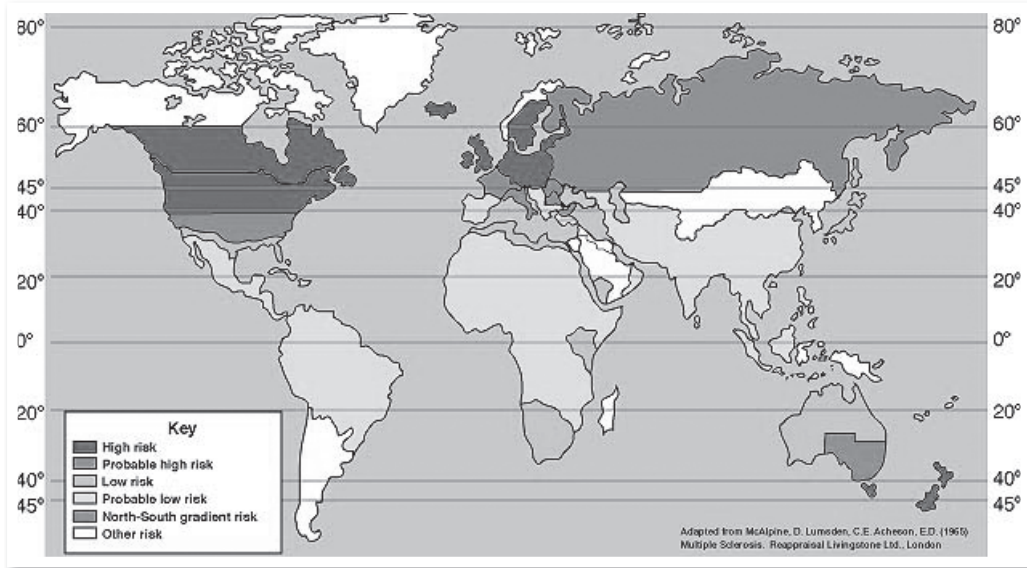 80°
80°
60°
60°
45°
45°
40°
40°
20°
20°
0°
0°
20°
20°
40°
40°
45°
45°
Key
High risk
Probable high risk
Low risk
Probable low risk
North-South gradient risk
Other risk
Adapted from McAlpine, D. Lumsden, C.E. Acheson, E.D. (1965)
Multiple Sclerosis. Reappraisal Livingstone Ltd., London